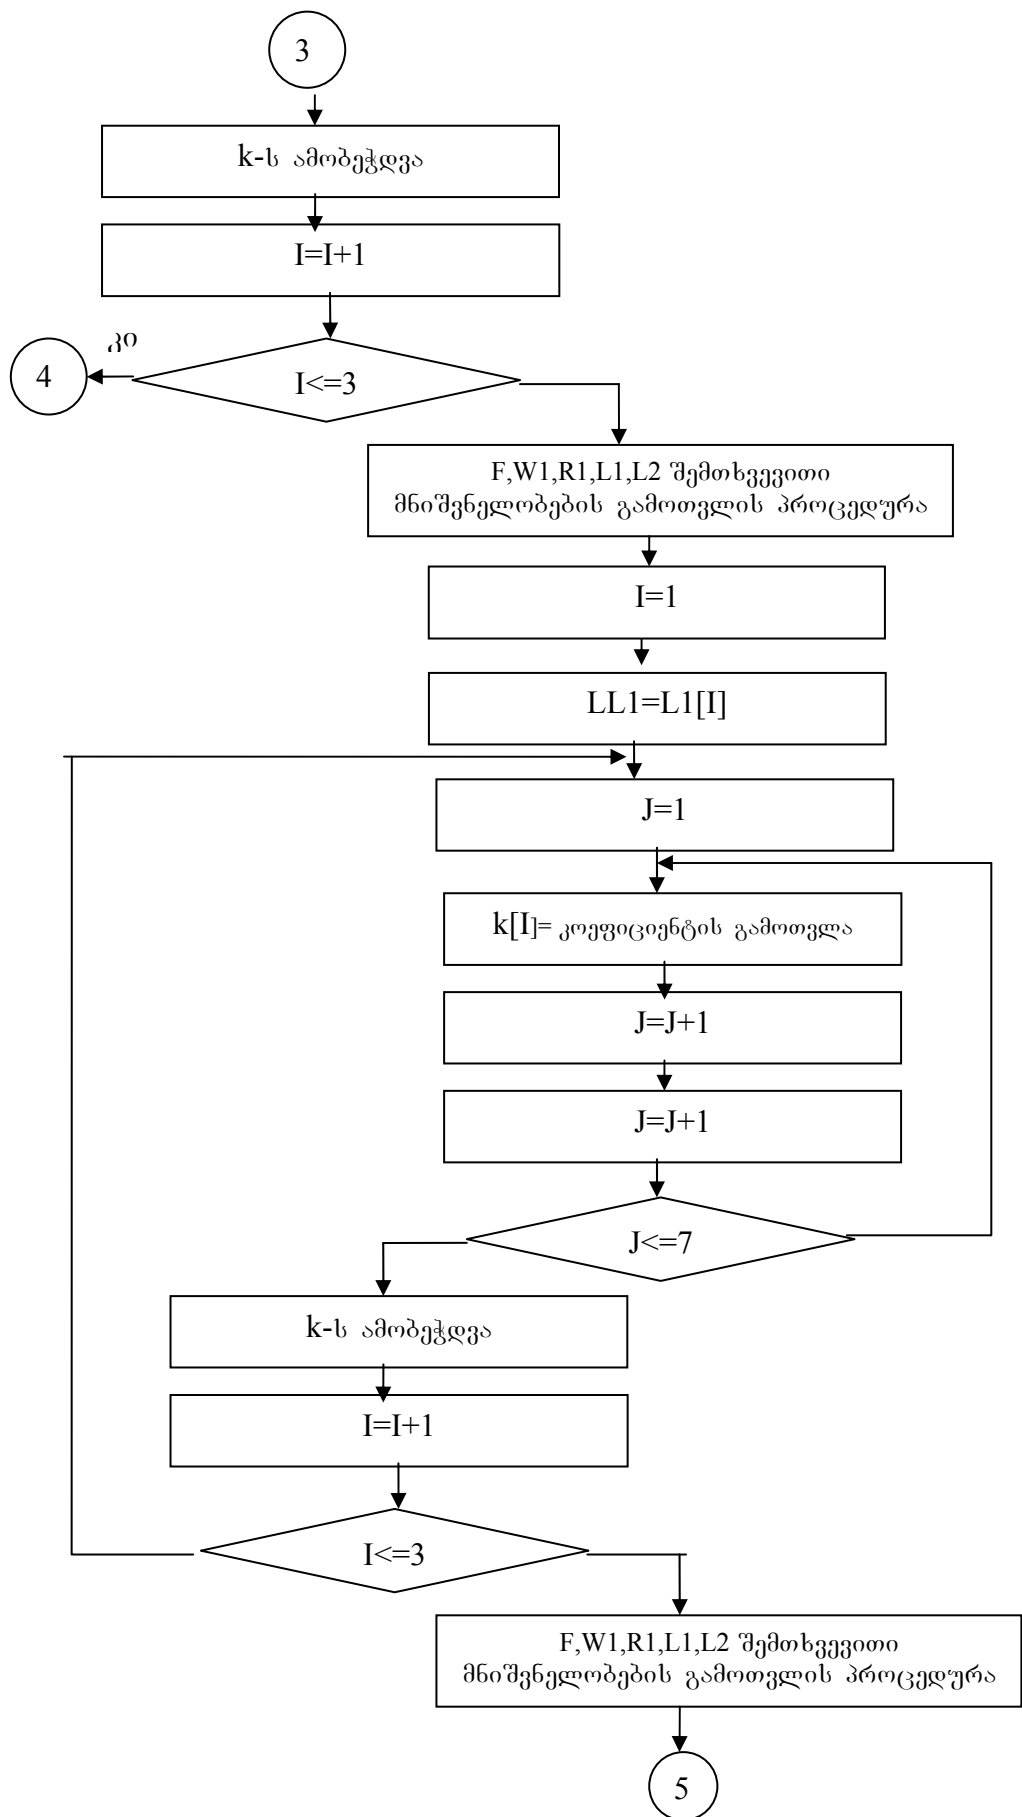 3
k-ს ამობეჭდვა
I=I+1
კი
4
I<=3
F,W1,R1,L1,L2 შემთხვევითი
მნიშვნელობების გამოთვლის პროცედურა
I=1
LL1=L1[I]
J=1
k[I]= კოეფიციენტის გამოთვლა
J=J+1
J=J+1
J<=7
k-ს ამობეჭდვა
I=I+1
I<=3
F,W1,R1,L1,L2 შემთხვევითი
მნიშვნელობების გამოთვლის პროცედურა
5